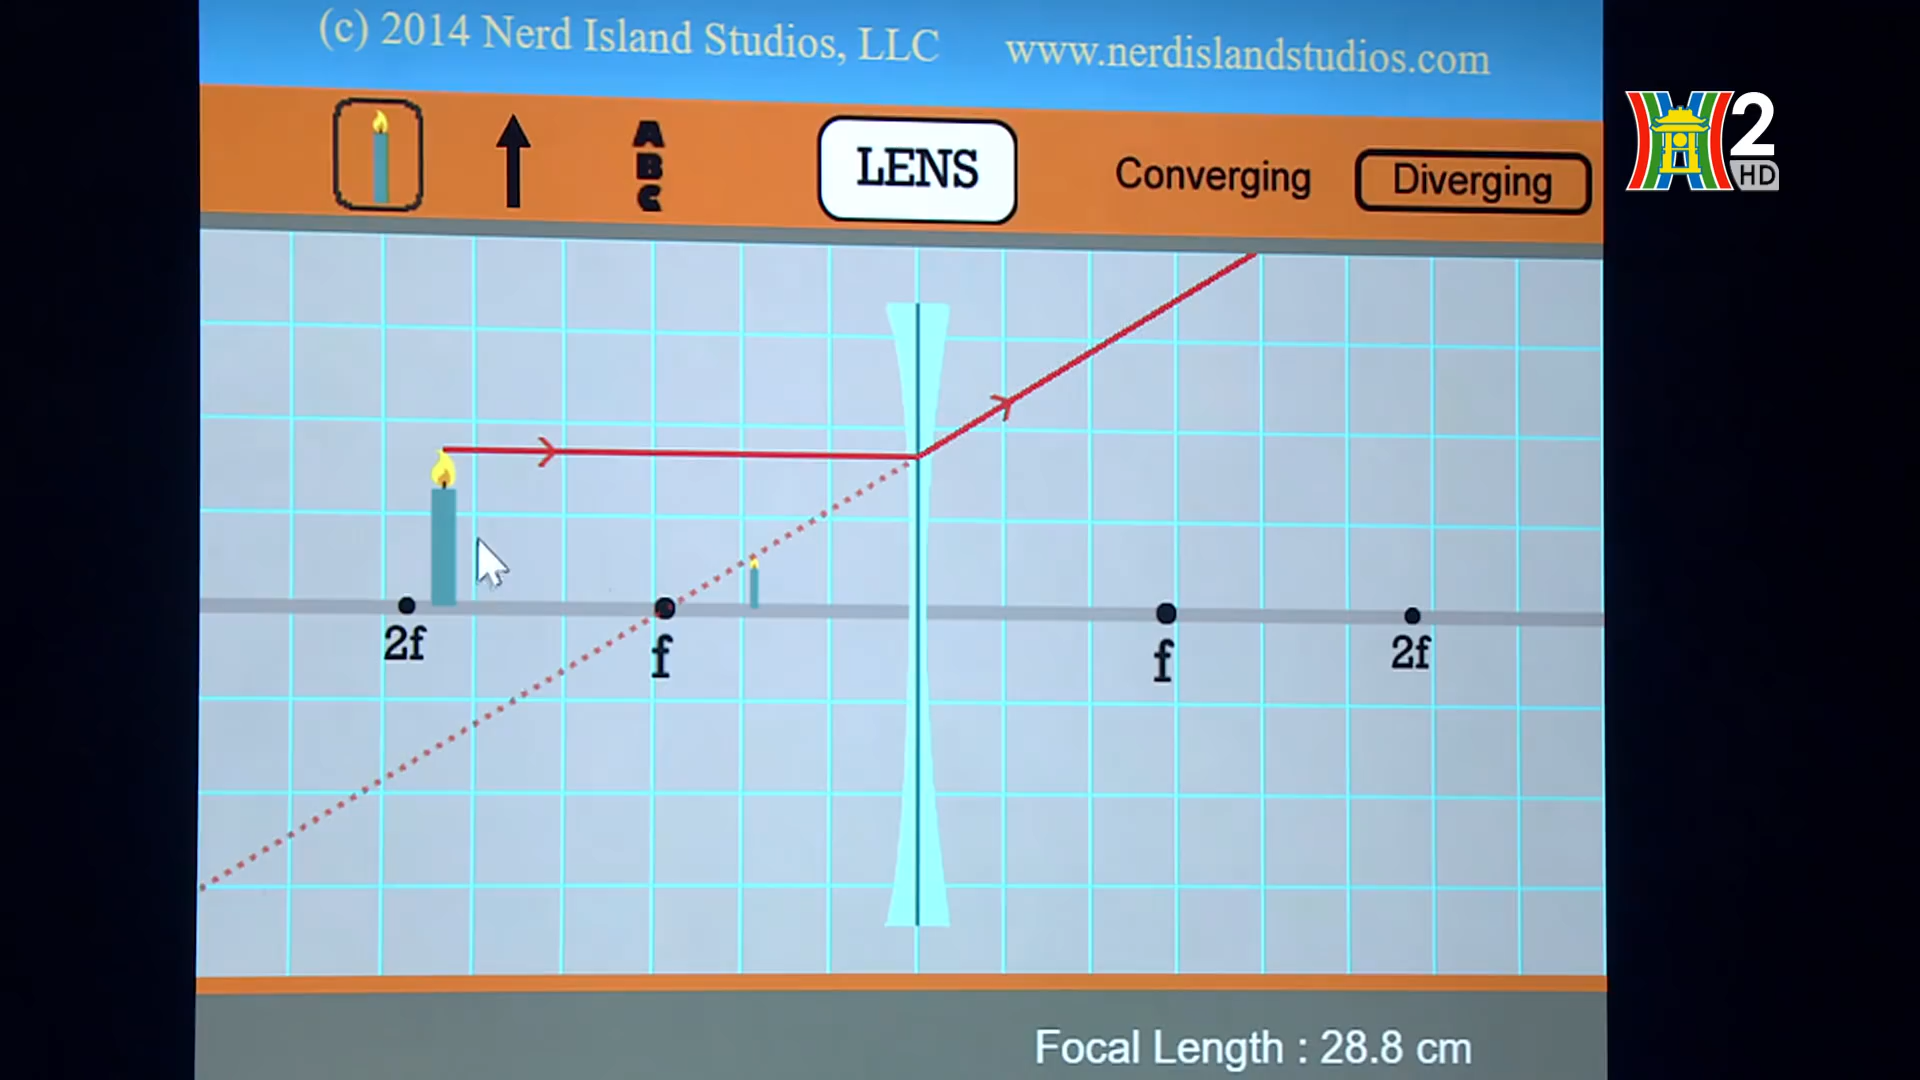 (c) 2014 Nerd Island Studios, LLC www.nerdislandstudios.com
A
B
C
LENS Converging Diverging
2f f f 2f
Focal Length : 28.8 cm
H2
HD